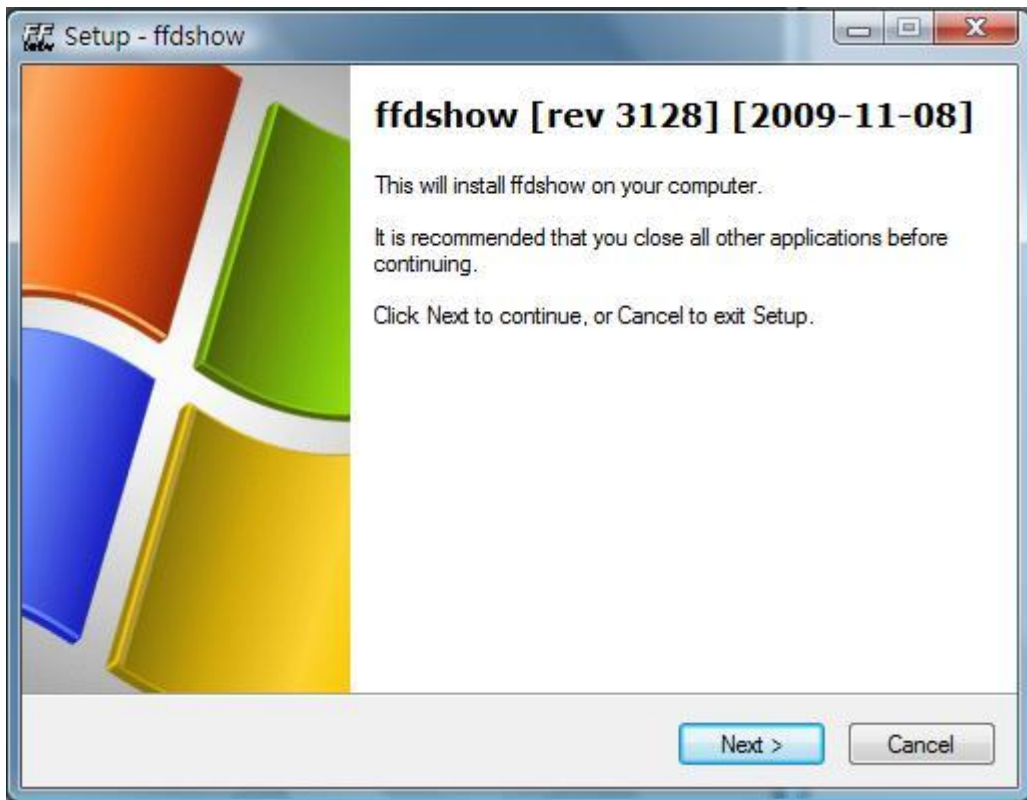 Setup - ffdshow
ffdshow [rev 3128] [2009-11-08]
This will install ffdshow on your computer.
It is recommended that you close all other applications before
continuing.
Click Next to continue, or Cancel to exit Setup.
Next >
Cancel